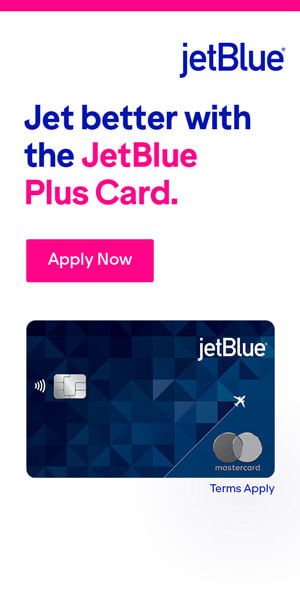 jetBlue®
Jet better with
the JetBlue
Plus Card.
Apply Now
jetBlue®
mastercard.
Terms Apply